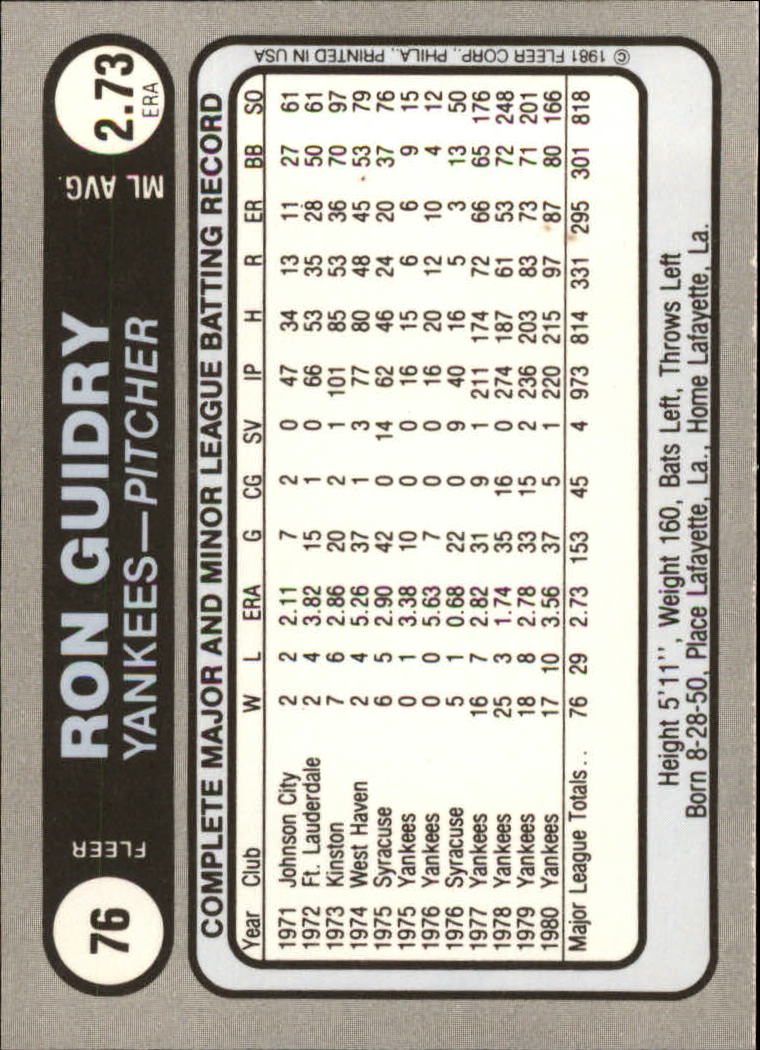 76 FLEER RON GUIDRY ML AVG. 2.73
YANKEES—PITCHER ERA
COMPLETE MAJOR AND MINOR LEAGUE BATTING RECORD
Year Club W L ERA G CG SV IP H R ER BB SO
1971 Johnson City 2 2 2.11 7 2 0 47 34 13 11 27 61
1972 Ft. Lauderdale 2 4 3.82 15 1 0 66 53 35 28 50 61
1973 Kinston 7 6 2.86 20 2 1 101 85 53 36 70 97
1974 West Haven 2 4 5.26 37 1 3 77 80 48 45 53 79
1975 Syracuse 6 5 2.90 42 0 14 62 46 24 20 37 76
1975 Yankees 0 1 3.38 10 0 0 16 15 6 6 9 15
1976 Yankees 0 0 5.63 7 0 0 16 20 12 10 4 12
1976 Syracuse 5 1 0.68 22 0 9 40 16 5 3 13 50
1977 Yankees 16 7 2.82 31 9 1 211 174 72 66 65 176
1978 Yankees 25 3 1.74 35 16 0 274 187 61 53 72 248
1979 Yankees 18 8 2.78 33 15 2 236 203 83 73 71 201
1980 Yankees 17 10 3.56 37 5 1 220 215 97 87 80 166
Major League Totals . . 76 29 2.73 153 45 4 973 814 331 295 301 818
© 1981 FLEER CORP., PHILA., PRINTED IN USA
Height 5'11'', Weight 160, Bats Left, Throws Left
Born 8-28-50, Place Lafayette, La., Home Lafayette, La.